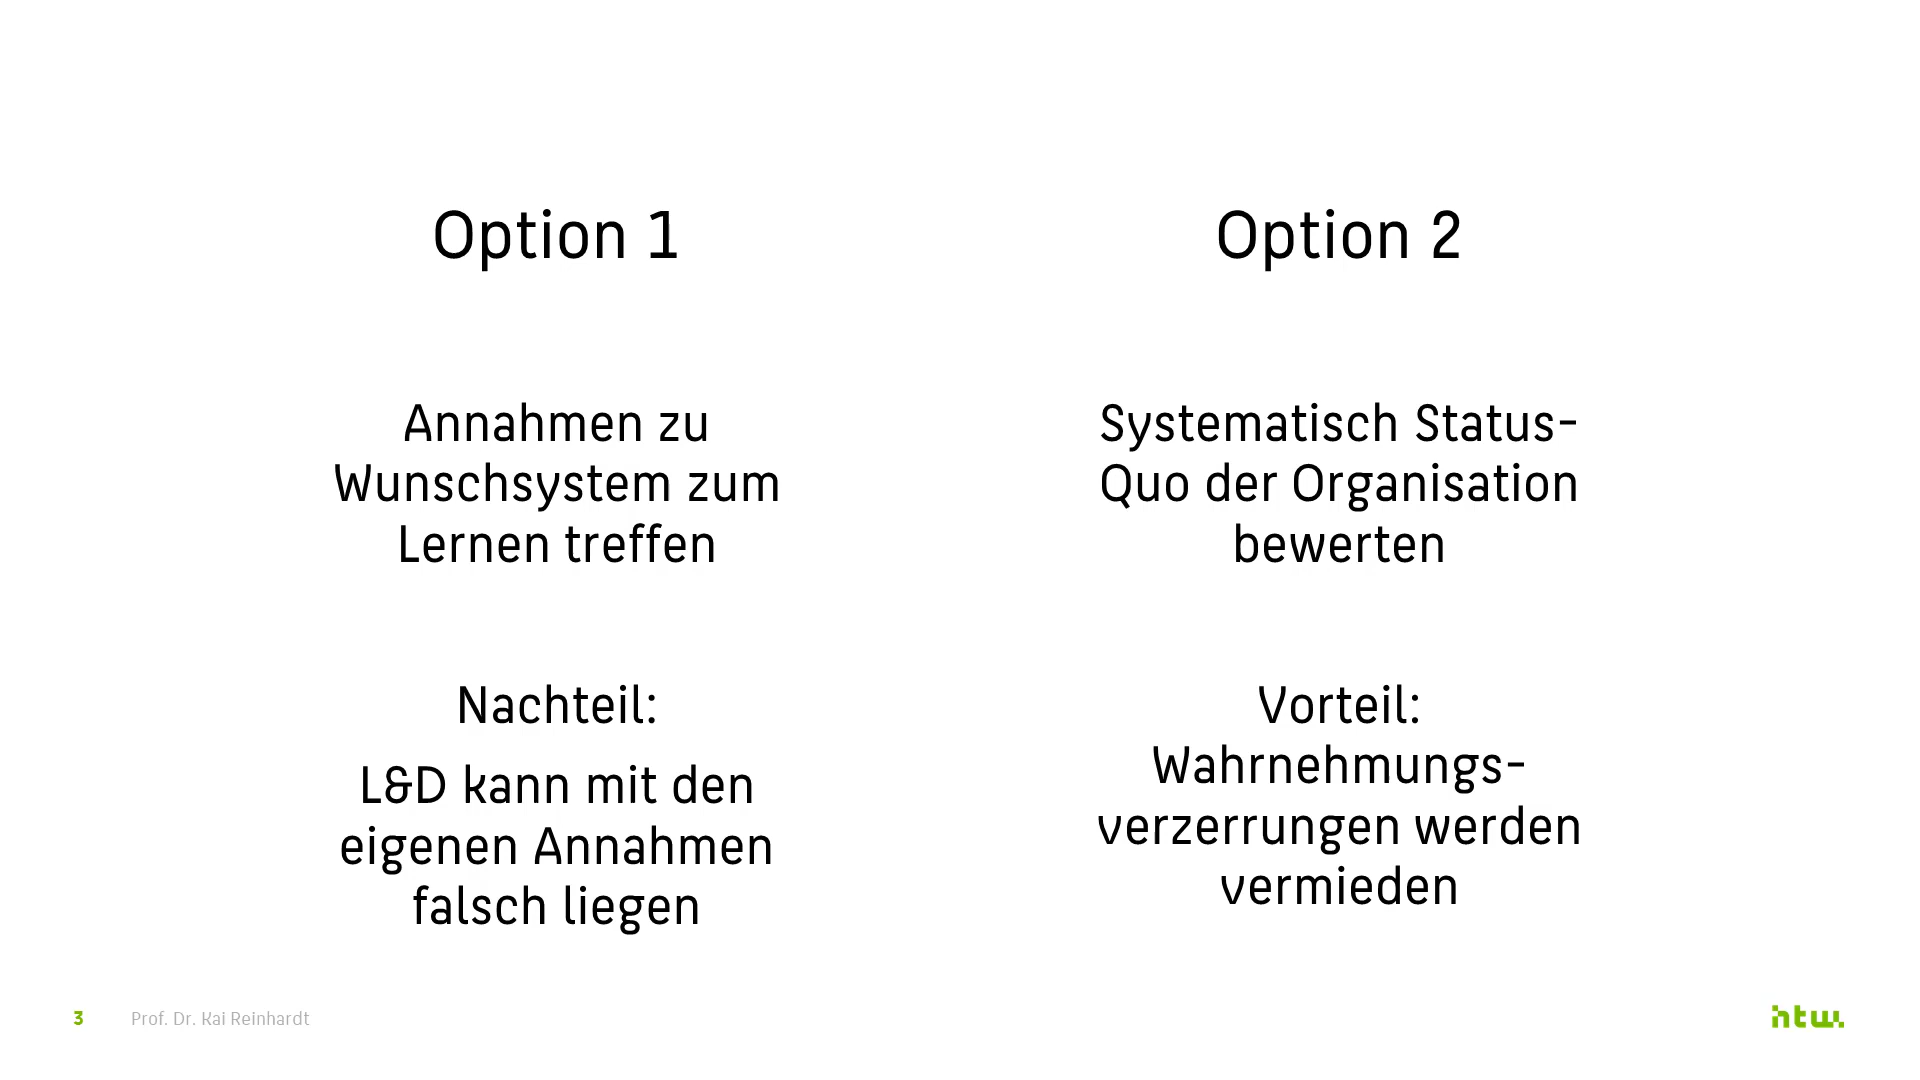 Option 1
Annahmen zu
Wunschsystem zum
Lernen treffen
Nachteil:
L&D kann mit den
eigenen Annahmen
falsch liegen
Option 2
Systematisch Status-
Quo der Organisation
bewerten
Vorteil:
Wahrnehmungs-
verzerrungen werden
vermieden
3
Prof. Dr. Kai Reinhardt
htw.